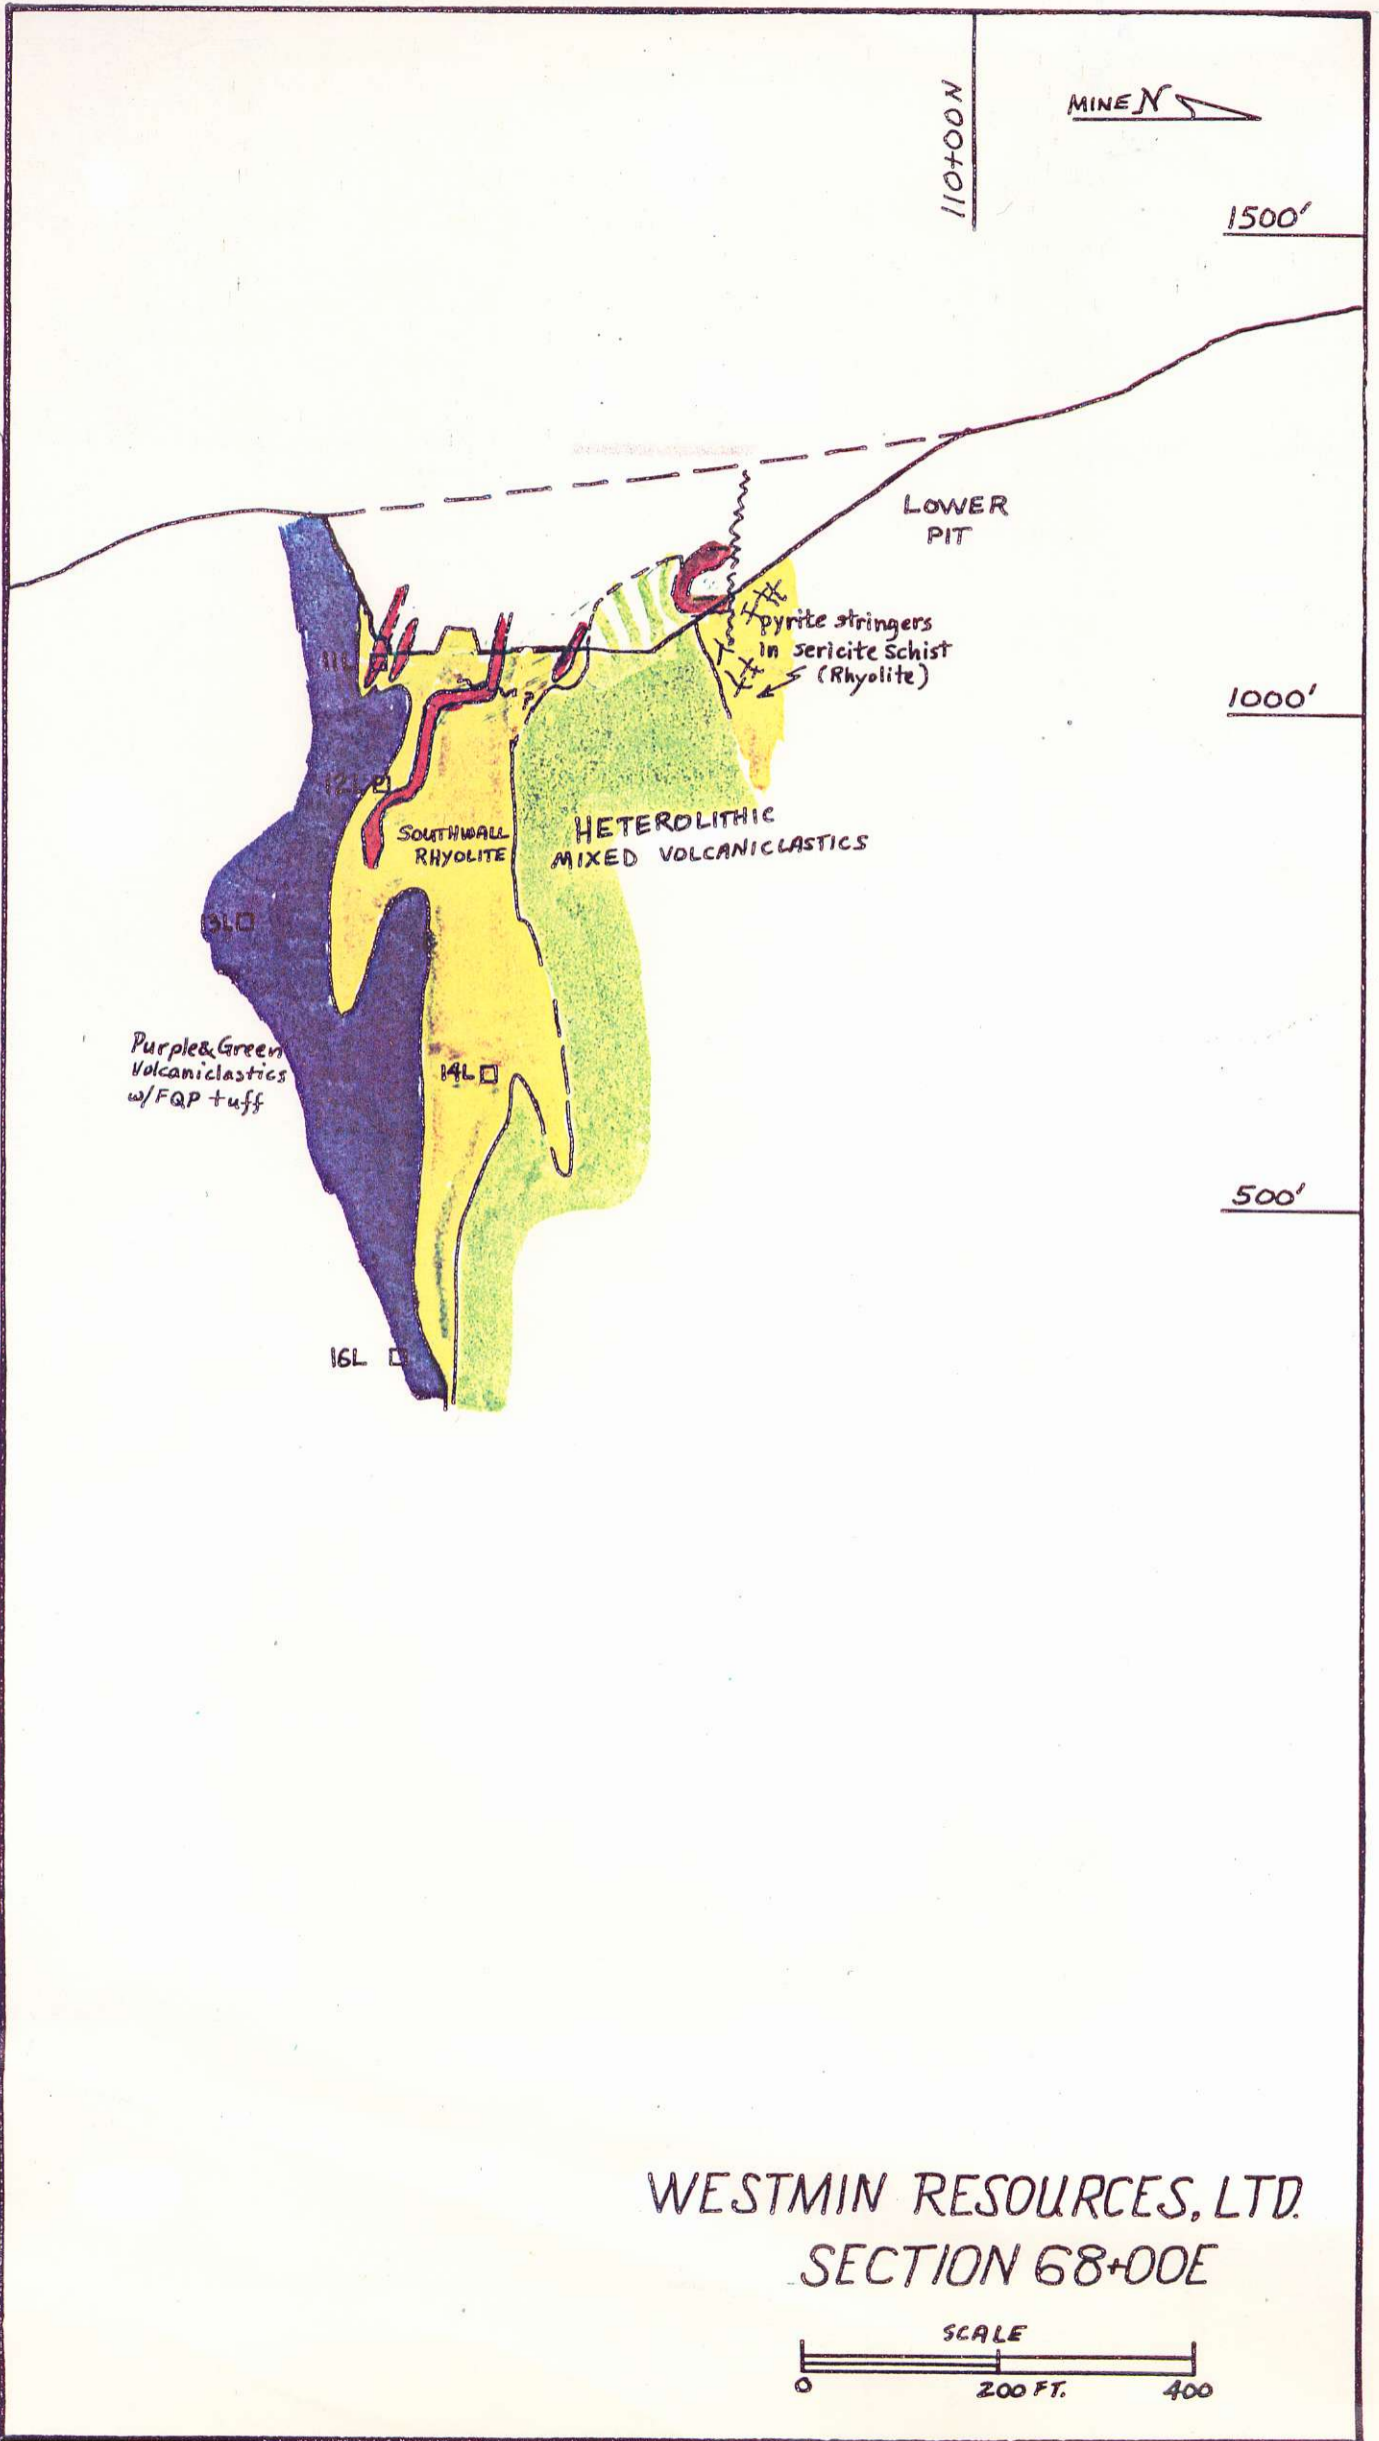 110+00N
MINE N
1500'
LOWER
PIT
pyrite stringers
in sericite schist
(Rhyolite)
11L
?
1000'
12L
SOUTHWALL
RHYOLITE
HETEROLITHIC
MIXED VOLCANICLASTICS
13L
Purple&Green
Volcaniclastics
w/FQP tuff
14L
500'
16L
WESTMIN RESOURCES, LTD.
SECTION 68+00E
SCALE
0 200 FT. 400